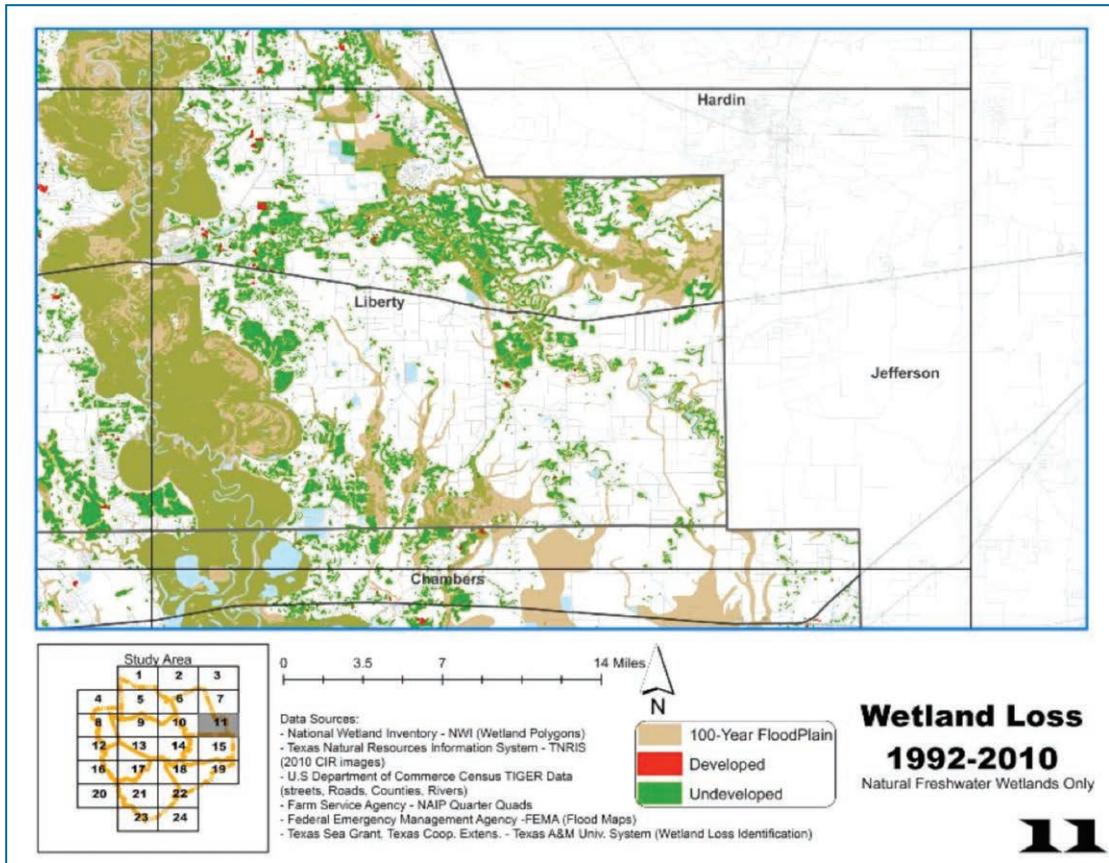 Hardin
Liberty
Jefferson
Chambers
Study Area
1 2 3
4 5 6 7
8 9 10 11
12 13 14 15
16 17 18 19
20 21 22
23 24
0 3.5 7 14 Miles
N
Data Sources:
- National Wetland Inventory - NWI (Wetland Polygons)
- Texas Natural Resources Information System - TNRIS
(2010 CIR images)
- U.S Department of Commerce Census TIGER Data
(streets, Roads, Counties, Rivers)
- Farm Service Agency - NAIP Quarter Quads
- Federal Emergency Management Agency -FEMA (Flood Maps)
- Texas Sea Grant, Texas Coop. Extens. - Texas A&M Univ. System (Wetland Loss Identification)
100-Year FloodPlain
Developed
Undeveloped
Wetland Loss
1992-2010
Natural Freshwater Wetlands Only
11